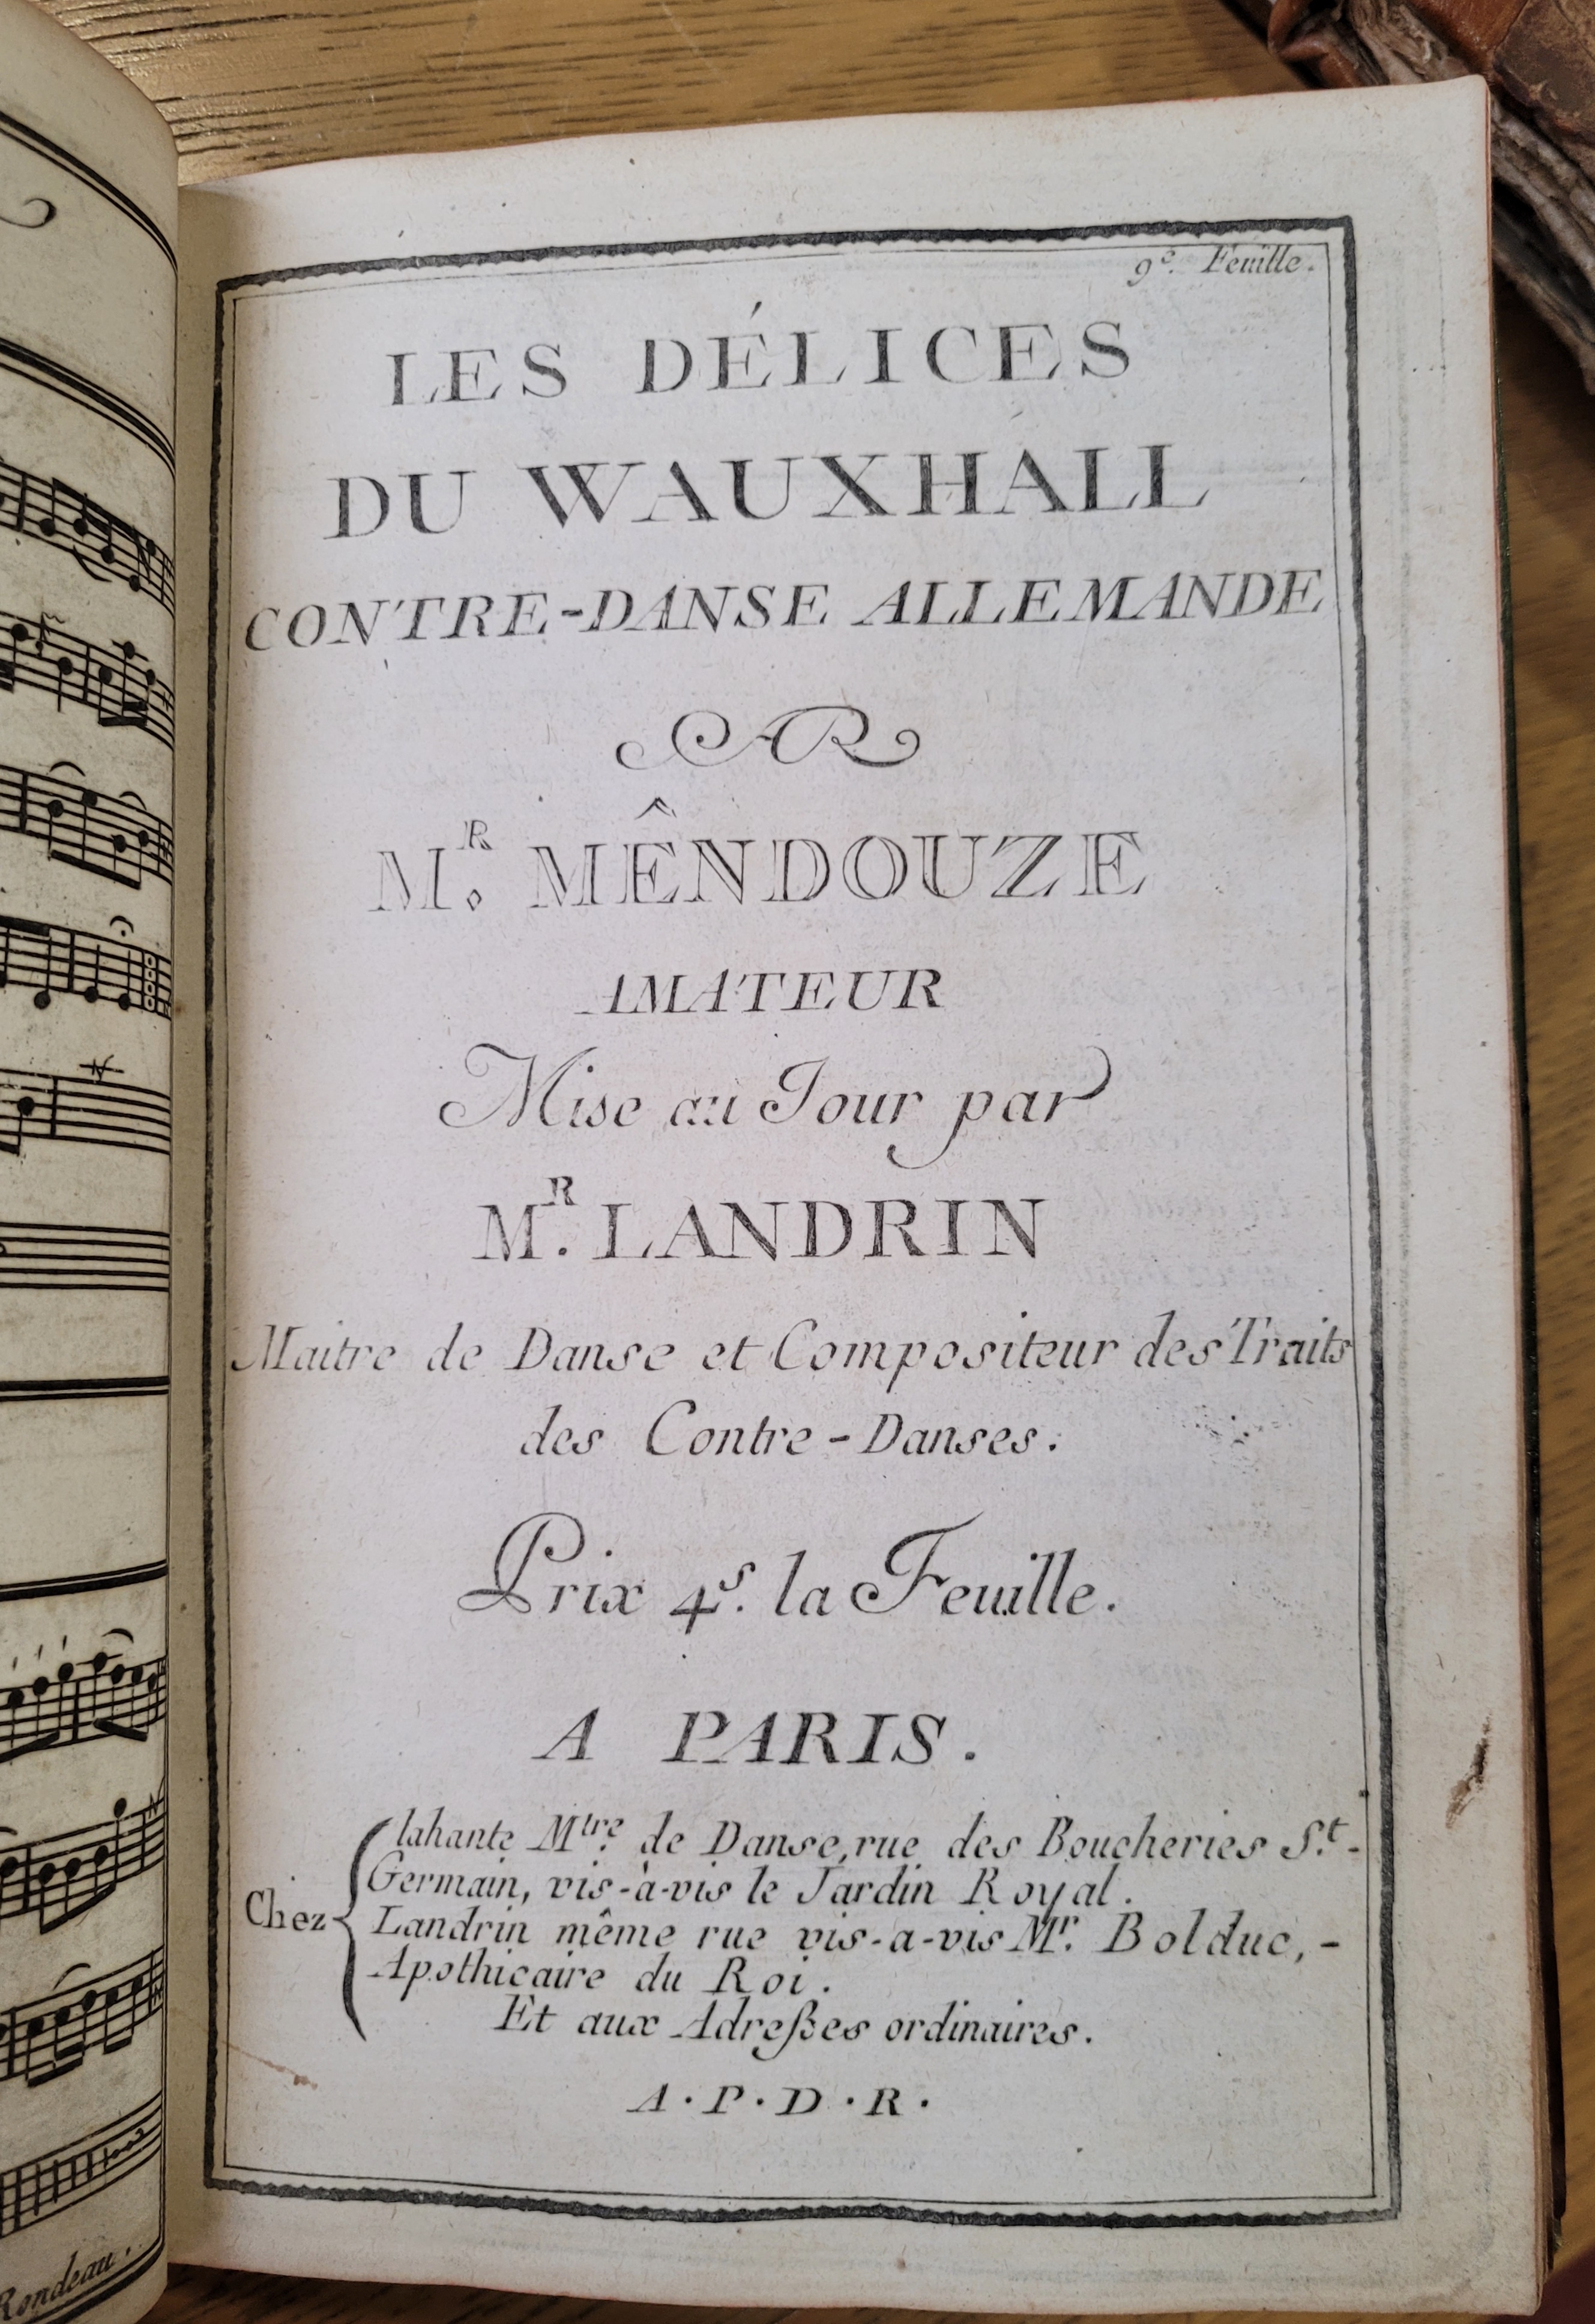 9e. Feuille.
LES DÉLICES
DU WAUXHALL
CONTRE-DANSE ALLEMANDE
PAR
MR. MÊNDOUZE
AMATEUR
Mise au Jour par
MR. LANDRIN
Maitre de Danse et Compositeur des Traits
des Contre-Danses.
Prix 4s. la Feuille.
A PARIS.
Chez
lahante Mtre. de Danse, rue des Boucheries St.-
Germain, vis-à-vis le Jardin Royal.
Landrin même rue vis-a-vis Mr. Bolduc,-
Apothicaire du Roi.
Et aux Adreßes ordinaires.
A.P.D.R.
Rondeau.